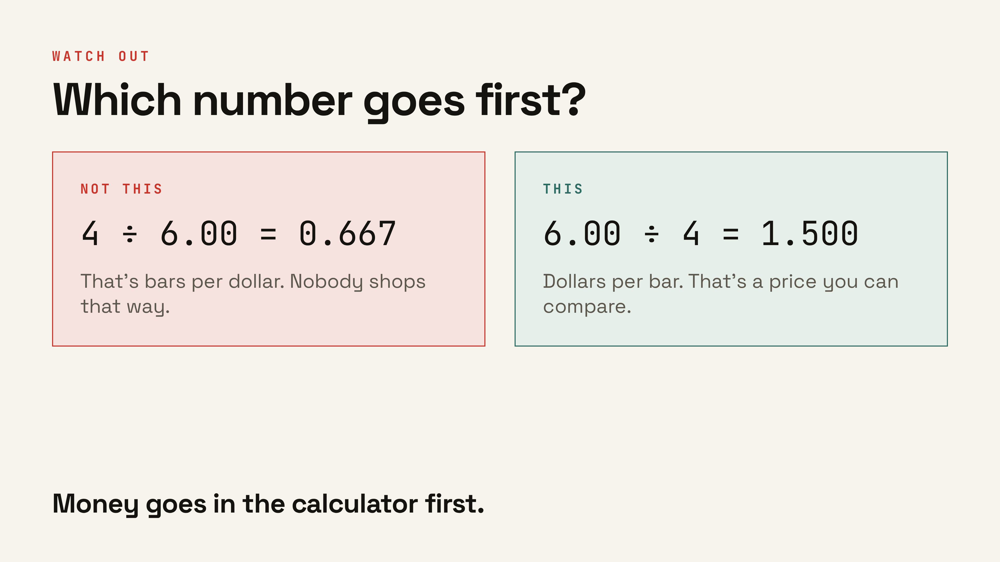 WATCH OUT
Which number goes first?
NOT THIS
4 ÷ 6.00 = 0.667
That’s bars per dollar. Nobody shops
that way.
THIS
6.00 ÷ 4 = 1.500
Dollars per bar. That’s a price you can
compare.
Money goes in the calculator first.